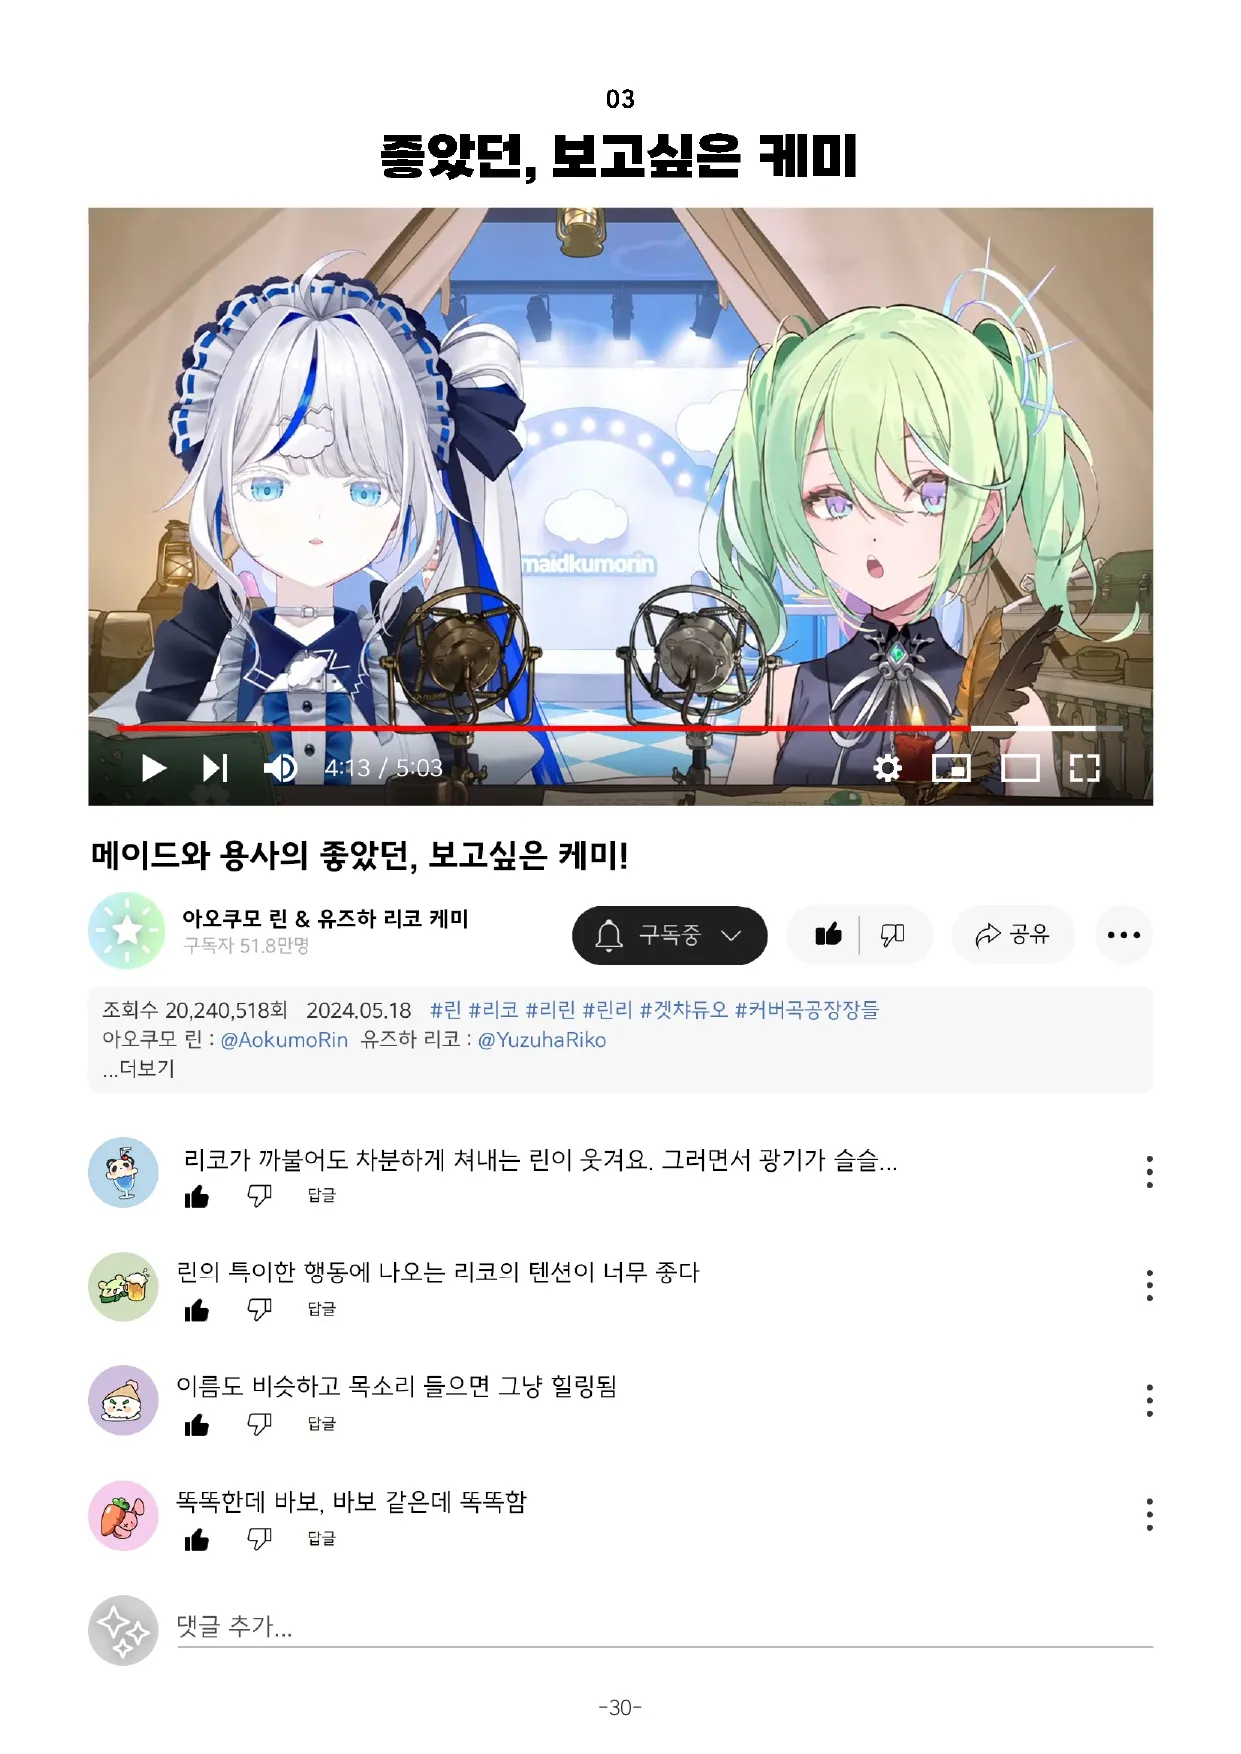 03
좋았던, 보고싶은 케미
maidkumorin
4:13 / 5:03
메이드와 용사의 좋았던, 보고싶은 케미!
아오쿠모 린 & 유즈하 리코 케미
구독자 51.8만명
구독중
공유
조회수 20,240,518회 2024.05.18 #린 #리코 #리린 #린리 #겟챠듀오 #커버곡공장장들
아오쿠모 린 : @AokumoRin 유즈하 리코 : @YuzuhaRiko
...더보기
리코가 까불어도 차분하게 쳐내는 린이 웃겨요. 그러면서 광기가 슬슬...
답글
린의 특이한 행동에 나오는 리코의 텐션이 너무 좋다
답글
이름도 비슷하고 목소리 들으면 그냥 힐링됨
답글
똑똑한데 바보, 바보 같은데 똑똑함
답글
댓글 추가...
-30-